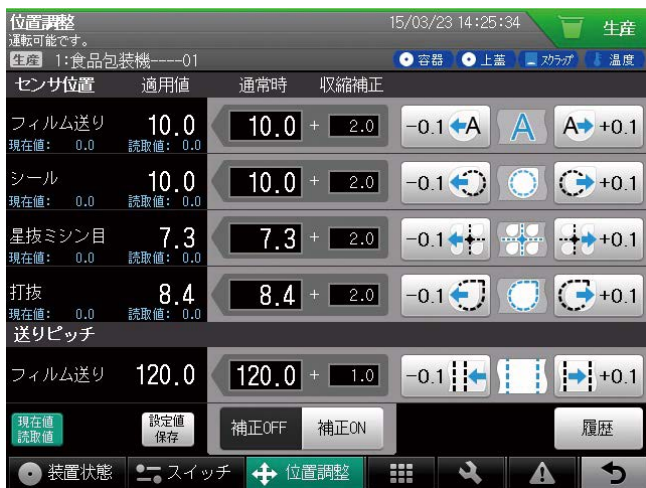 位置調整
15/03/23 14:25:34
生産
運転可能です。
生産 1:食品包装機----01
容器 上蓋 スクラップ 温度
センサ位置 適用値 通常時 収縮補正
フィルム送り 10.0 10.0 + 2.0 -0.1 A A A +0.1
現在値: 0.0 読取値: 0.0
シール 10.0 10.0 + 2.0 -0.1 +0.1
現在値: 0.0 読取値: 0.0
星抜ミシン目 7.3 7.3 + 2.0 -0.1 +0.1
現在値: 0.0 読取値: 0.0
打抜 8.4 8.4 + 2.0 -0.1 +0.1
現在値: 0.0 読取値: 0.0
送りピッチ
フィルム送り 120.0 120.0 + 1.0 -0.1 +0.1
現在値
読取値
設定値
保存
補正OFF 補正ON 履歴
装置状態 スイッチ 位置調整